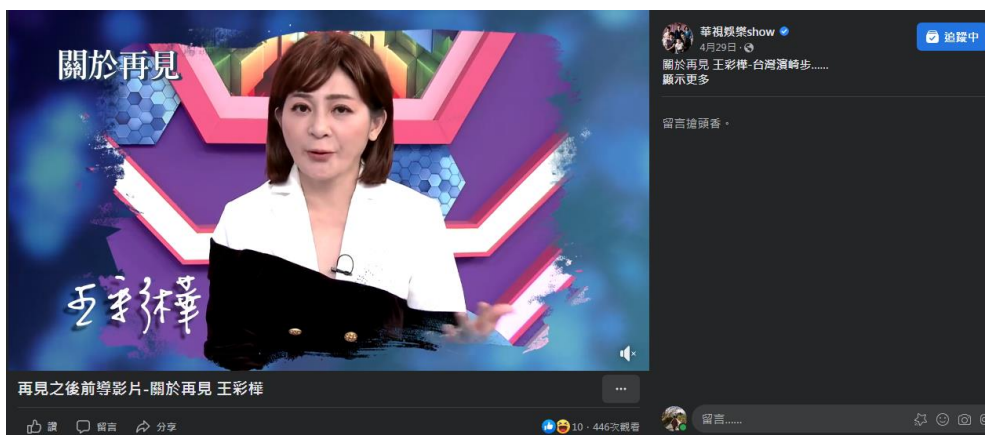 關於再見
王彩樺
再見之後前導影片-關於再見 王彩樺
讚
留言
分享
10 · 446次觀看
華視娛樂show
4月29日 ·
追蹤中
關於再見 王彩樺-台灣演崎步......
顯示更多
留言搶頭香。
留言......